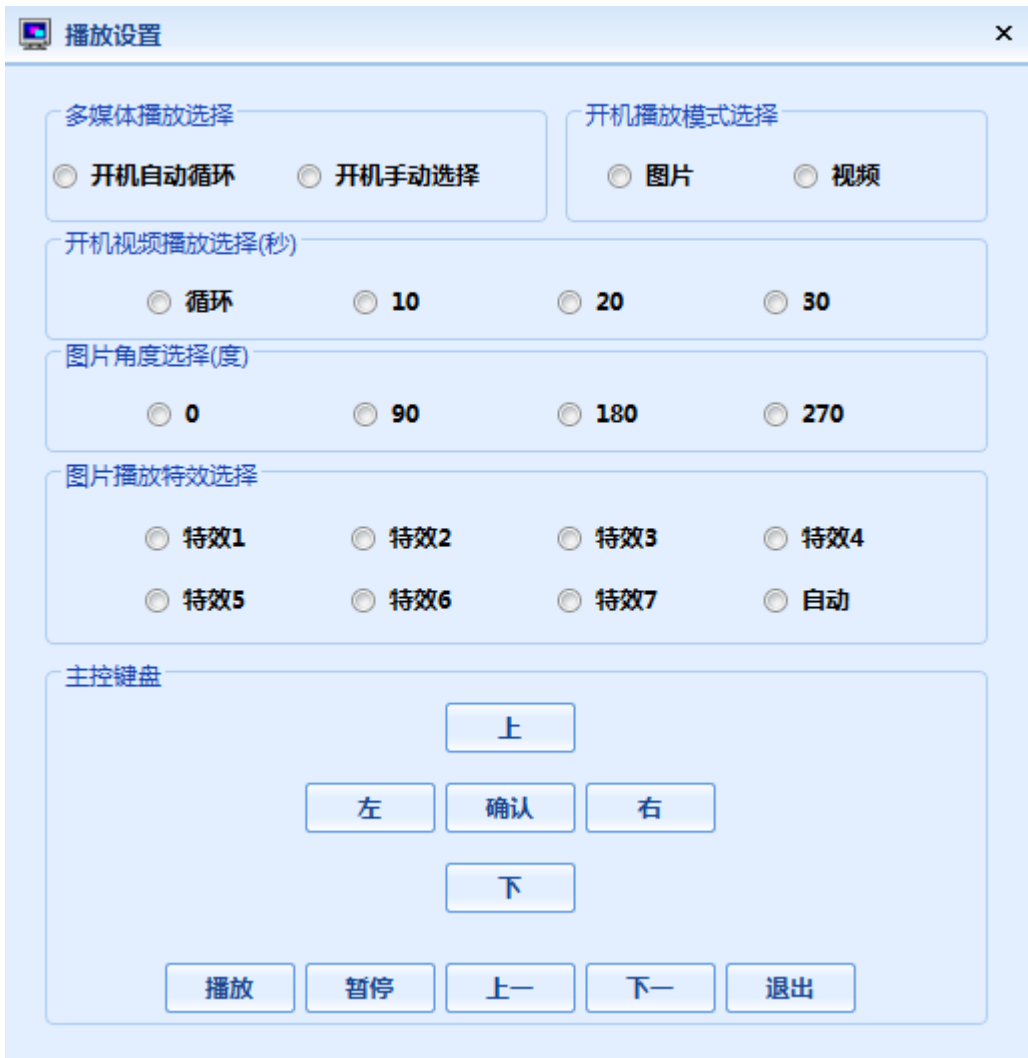 播放设置
多媒体播放选择 开机播放模式选择
开机自动循环 开机手动选择 图片 视频
开机视频播放选择(秒)
循环 10 20 30
图片角度选择(度)
0 90 180 270
图片播放特效选择
特效1 特效2 特效3 特效4
特效5 特效6 特效7 自动
主控键盘
上
左 确认 右
下
播放 暂停 上一 下一 退出